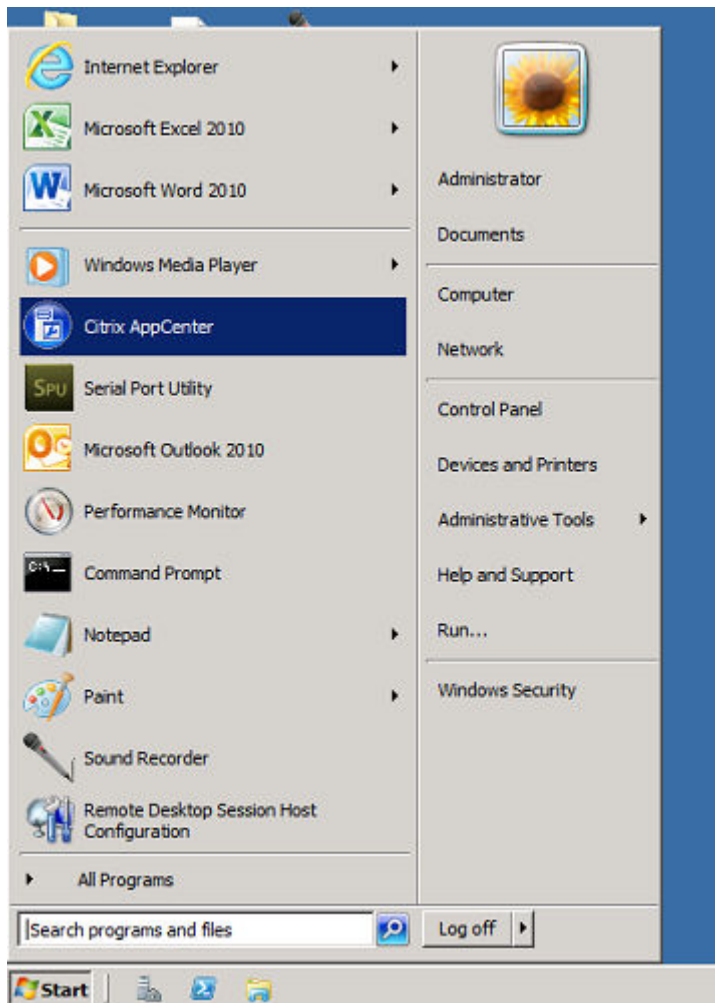 Internet Explorer
Microsoft Excel 2010
Microsoft Word 2010
Windows Media Player
Citrix AppCenter
SPU
Serial Port Utility
Microsoft Outlook 2010
Performance Monitor
C:\_
Command Prompt
Notepad
Paint
Sound Recorder
Remote Desktop Session Host
Configuration
All Programs
Search programs and files
Administrator
Documents
Computer
Network
Control Panel
Devices and Printers
Administrative Tools
Help and Support
Run...
Windows Security
Log off
Start